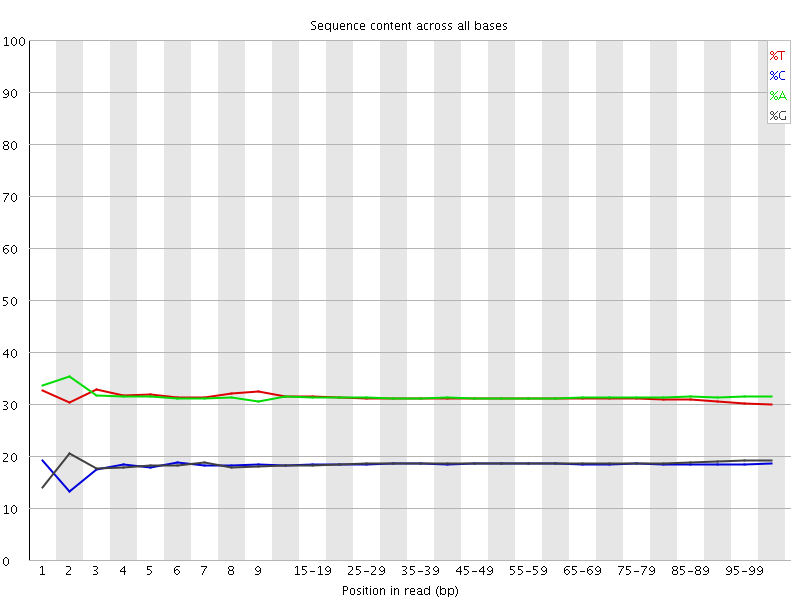 Sequence content across all bases
100
90
80
70
60
50
40
30
20
10
0
%T
%C
%A
%G
1 2 3 4 5 6 7 8 9 15-19 25-29 35-39 45-49 55-59 65-69 75-79 85-89 95-99
Position in read (bp)